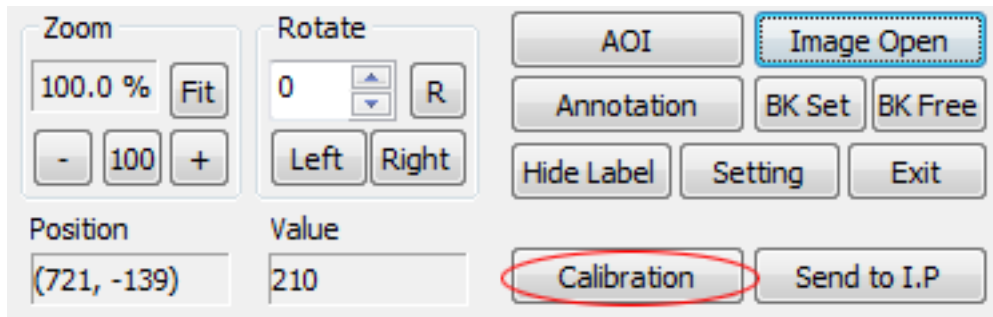 Zoom
100.0 %
Fit
-
100
+
Rotate
0
R
Left
Right
AOI
Image Open
Annotation
BK Set
BK Free
Hide Label
Setting
Exit
Position
(721, -139)
Value
210
Calibration
Send to I.P